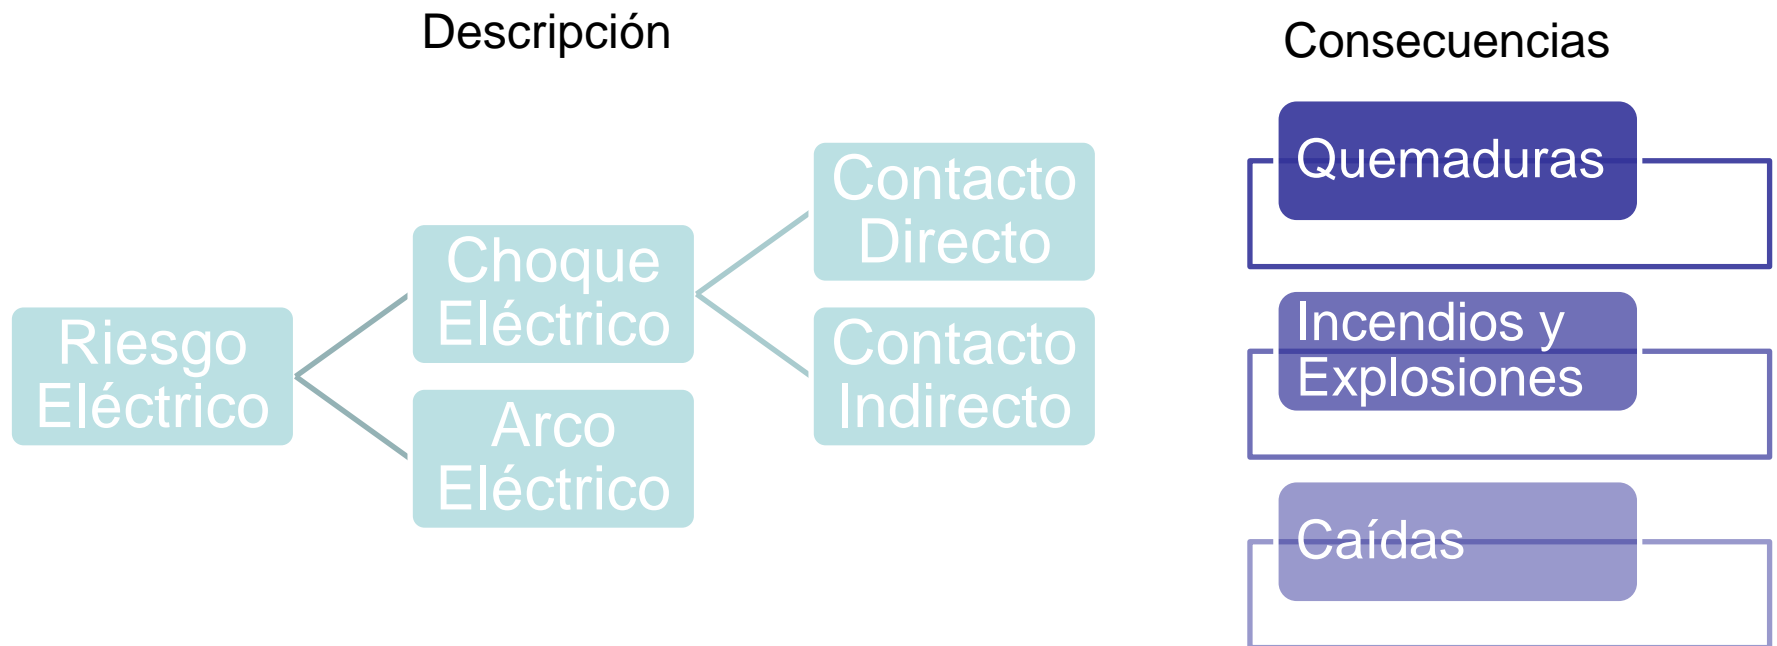 Descripción
Riesgo
Eléctrico
Choque
Eléctrico
Arco
Eléctrico
Contacto
Directo
Contacto
Indirecto
Consecuencias
Quemaduras
Incendios y
Explosiones
Caídas